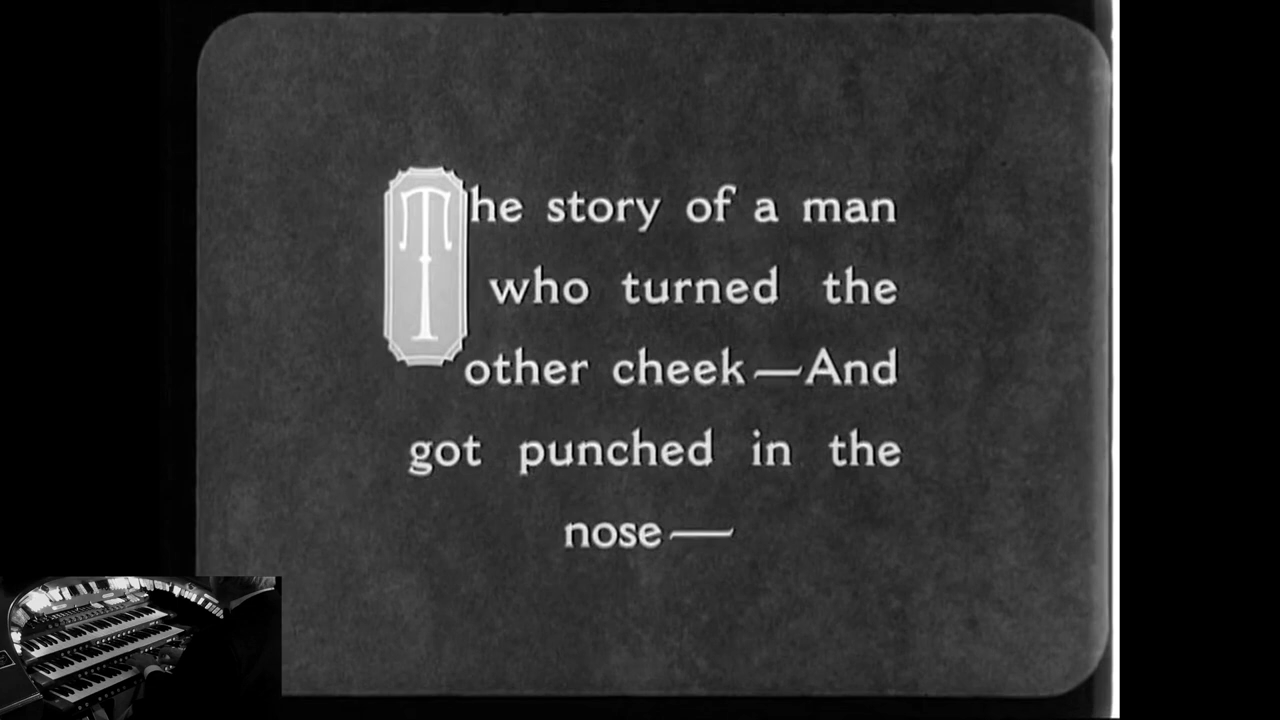 The story of a man
who turned the
other cheek—And
got punched in the
nose—